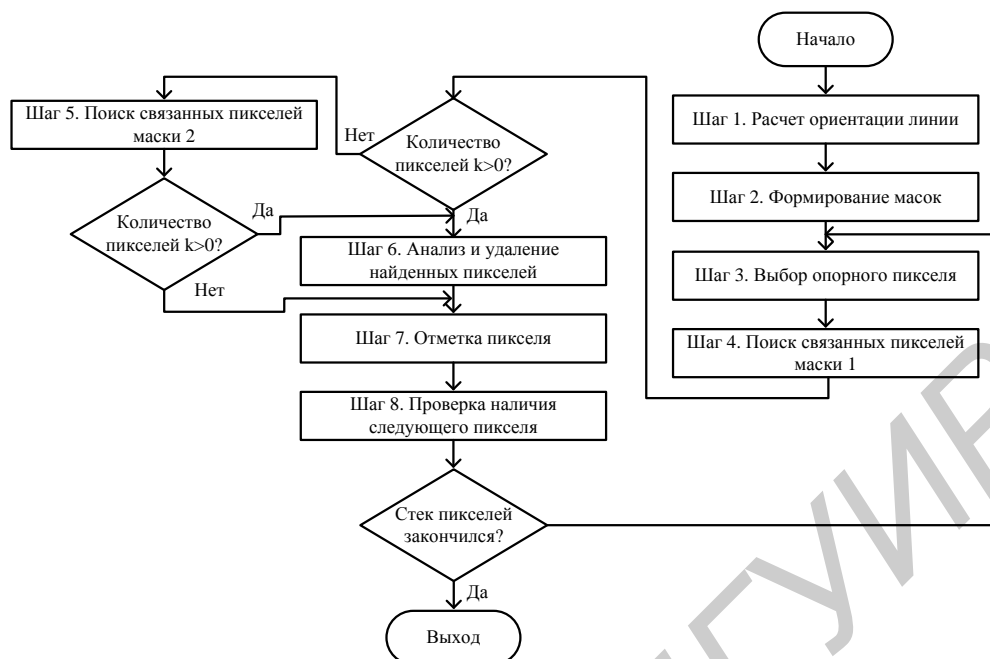 Начало
Шаг 1. Расчет ориентации линии
Шаг 2. Формирование масок
Шаг 3. Выбор опорного пикселя
Шаг 4. Поиск связанных пикселей
маски 1
Количество
пикселей k>0?
Нет
Да
Шаг 5. Поиск связанных пикселей
маски 2
Количество
пикселей k>0?
Да
Нет
Шаг 6. Анализ и удаление
найденных пикселей
Шаг 7. Отметка пикселя
Шаг 8. Проверка наличия
следующего пикселя
Стек пикселей
закончился?
Да
Выход
ГУИР